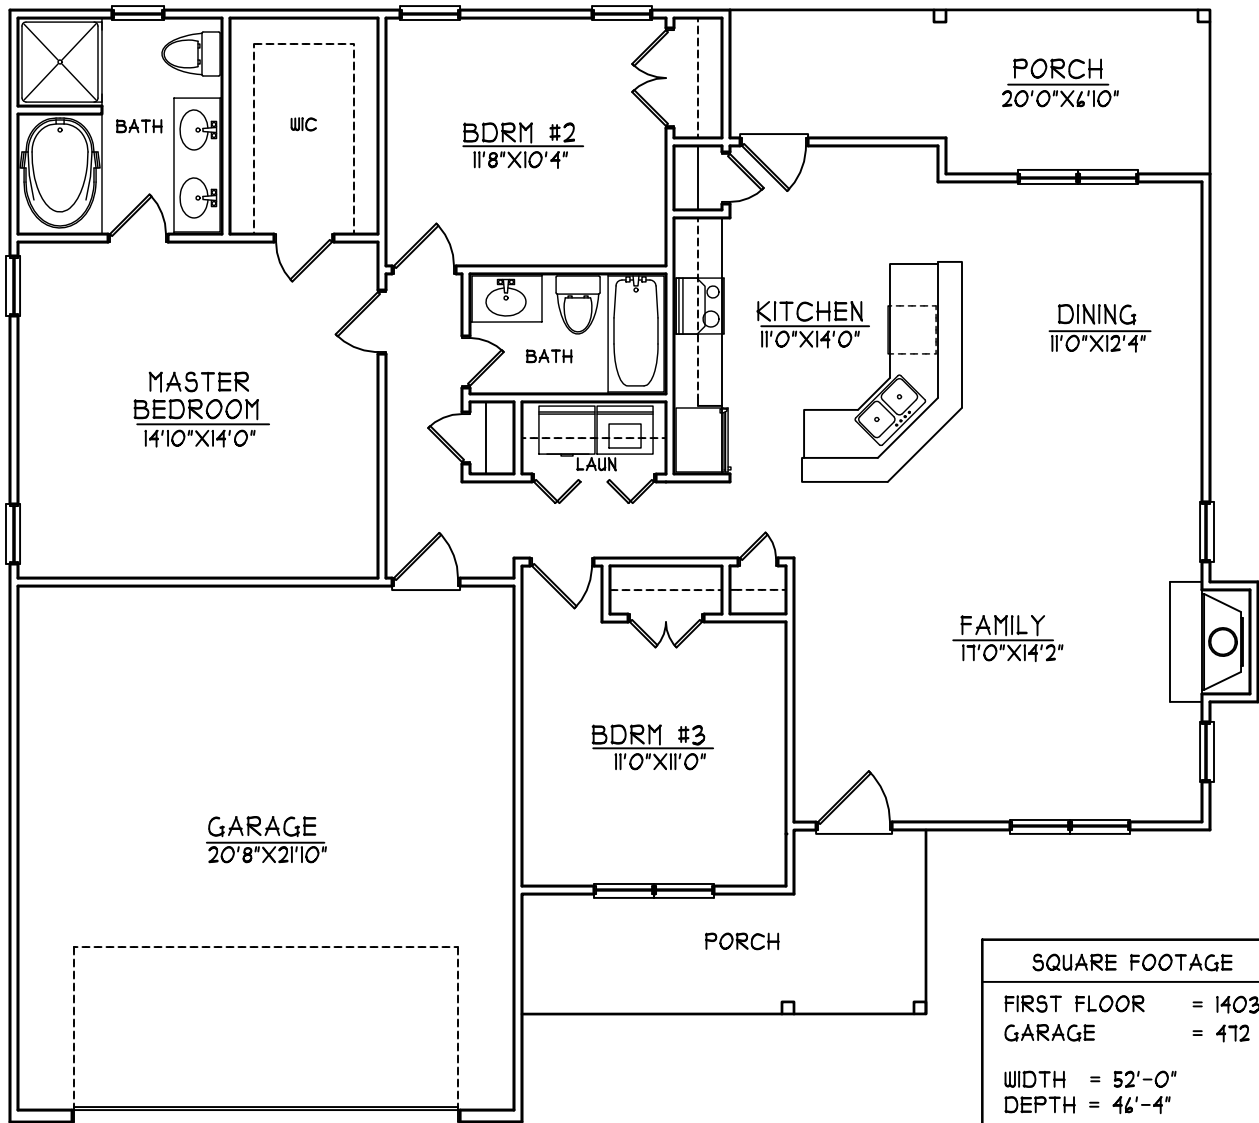 PORCH
20'0"X6'10"
BATH
WIC
BDRM #2
11'8"X10'4"
KITCHEN
11'0"X14'0"
DINING
11'0"X12'4"
BATH
MASTER
BEDROOM
14'10"X14'0"
LAUN
FAMILY
17'0"X14'2"
BDRM #3
11'0"X11'0"
GARAGE
20'8"X21'10"
PORCH
SQUARE FOOTAGE
FIRST FLOOR = 1403
GARAGE = 472
WIDTH = 52'-0"
DEPTH = 46'-4"